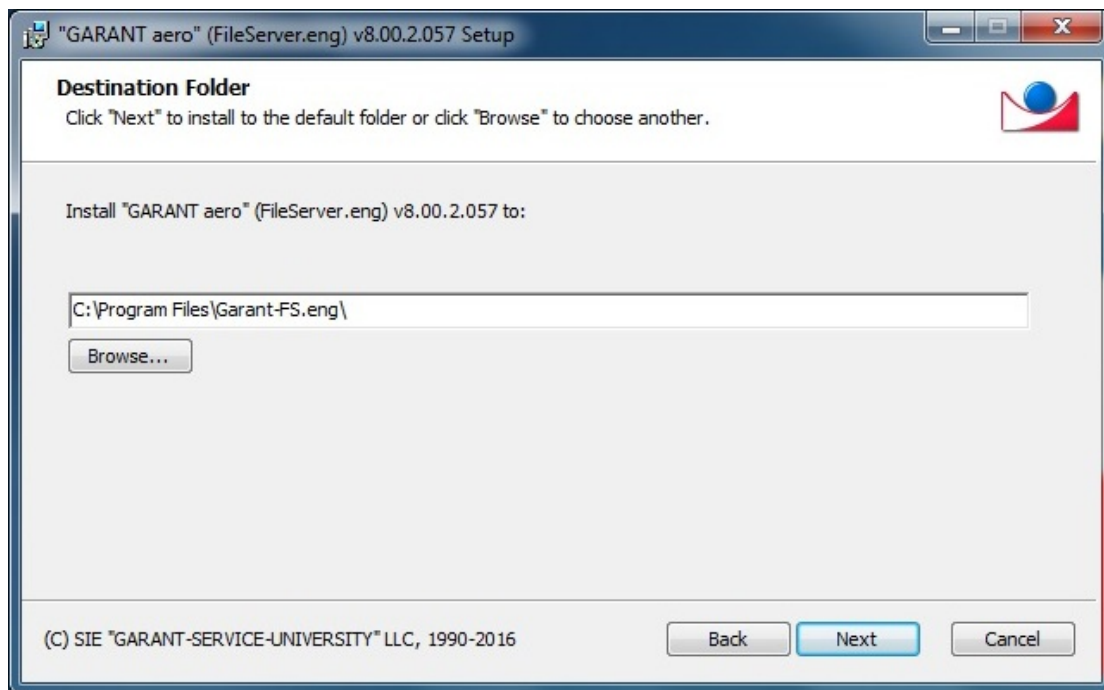 "GARANT aero" (FileServer.eng) v8.00.2.057 Setup
Destination Folder
Click "Next" to install to the default folder or click "Browse" to choose another.
Install "GARANT aero" (FileServer.eng) v8.00.2.057 to:
C:\Program Files\Garant-FS.eng\
Browse...
(C) SIE "GARANT-SERVICE-UNIVERSITY" LLC, 1990-2016
Back
Next
Cancel